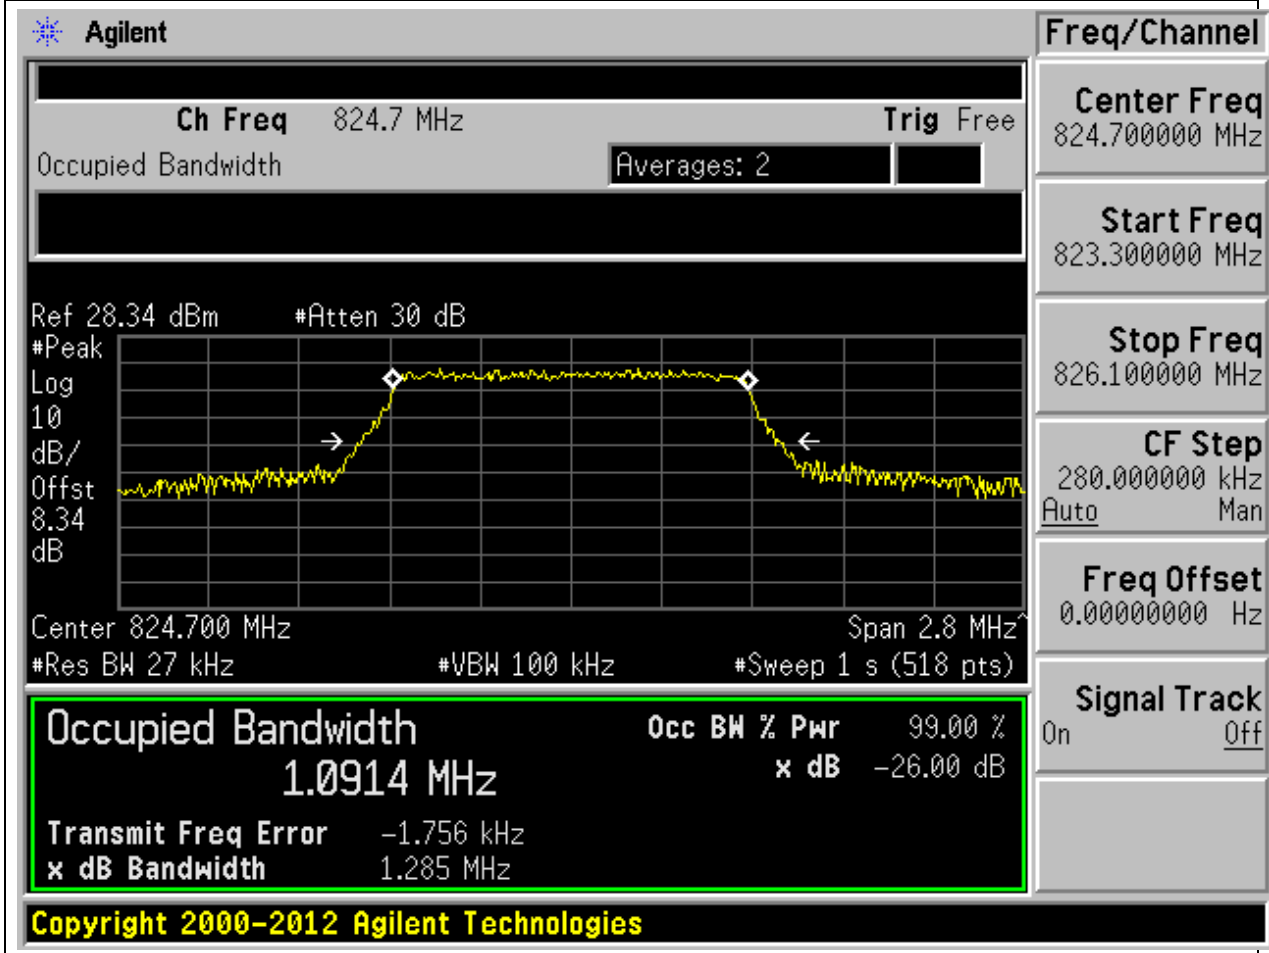 Agilent
Freq/Channel
Ch Freq 824.7 MHz Trig Free
Occupied Bandwidth Averages: 2
Center Freq
824.700000 MHz
Start Freq
823.300000 MHz
Stop Freq
826.100000 MHz
CF Step
280.000000 kHz
Auto Man
Freq Offset
0.00000000 Hz
Signal Track
On Off
Ref 28.34 dBm #Atten 30 dB
#Peak
Log
10
dB/
Offst
8.34
dB
Center 824.700 MHz Span 2.8 MHz^
#Res BW 27 kHz #VBW 100 kHz #Sweep 1 s (518 pts)
Occupied Bandwidth
1.0914 MHz
Occ BW % Pwr 99.00 %
x dB -26.00 dB
Transmit Freq Error -1.756 kHz
x dB Bandwidth 1.285 MHz
Copyright 2000-2012 Agilent Technologies